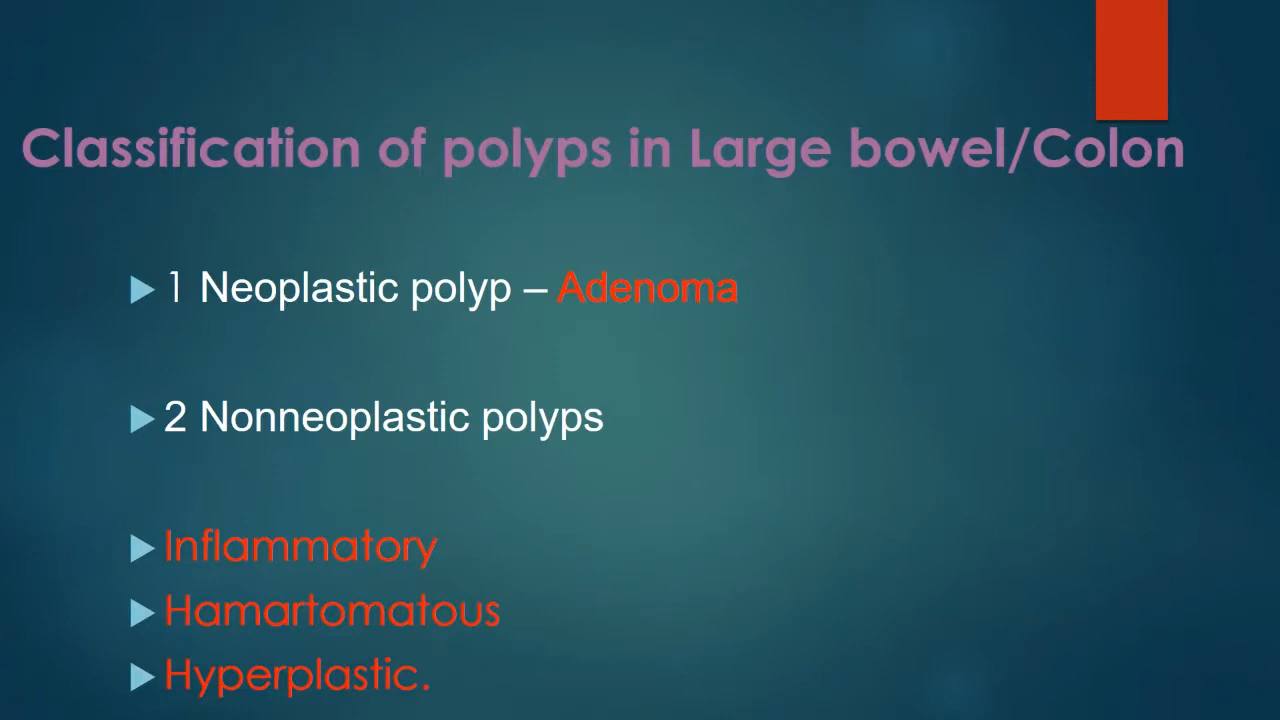 Classification of polyps in Large bowel/Colon
1 Neoplastic polyp – Adenoma
2 Nonneoplastic polyps
Inflammatory
Hamartomatous
Hyperplastic.